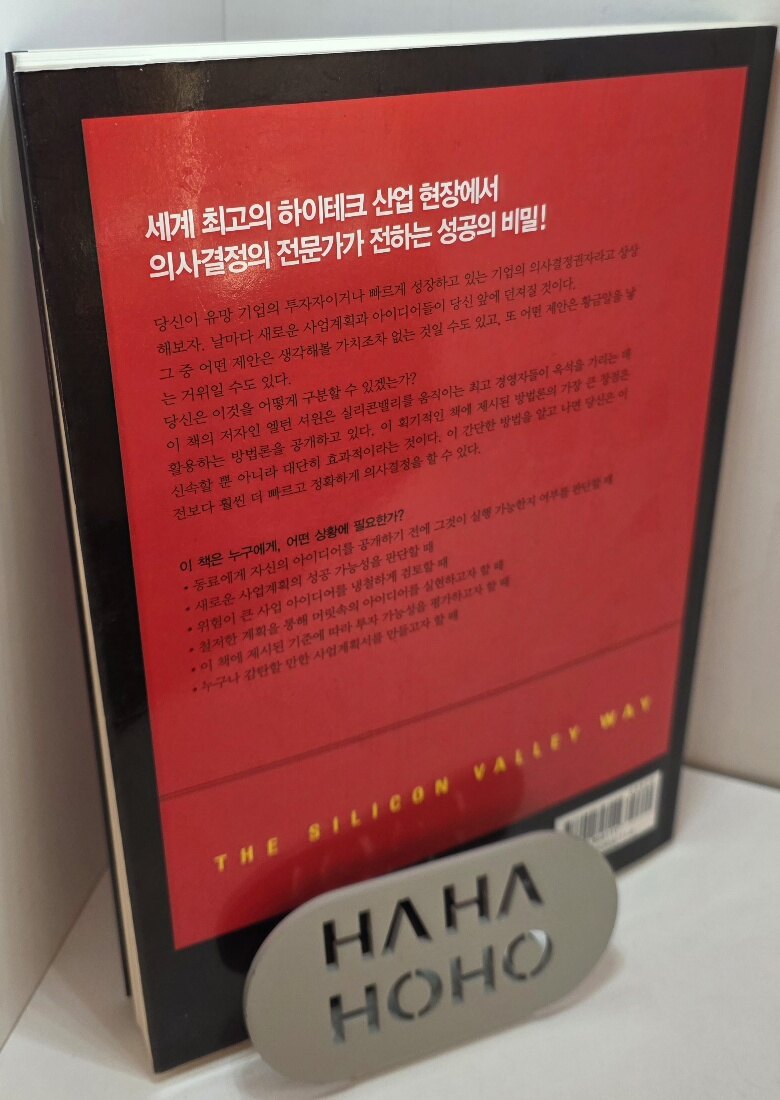 세계 최고의 하이테크 산업 현장에서
의사결정의 전문가가 전하는 성공의 비밀!
당신이 유망 기업의 투자자이거나 빠르게 성장하고 있는 기업의 의사결정권자라고 상상
해보자. 날마다 새로운 사업계획과 아이디어들이 당신 앞에 던져질 것이다.
그 중 어떤 제안은 생각해볼 가치조차 없는 것일 수도 있고, 또 어떤 제안은 황금알을 낳
는 거위일 수도 있다.
당신은 이것을 어떻게 구분할 수 있겠는가?
이 책의 저자인 엘턴 셔윈은 실리콘밸리를 움직이는 최고 경영자들이 옥석을 가리는 데
활용하는 방법론을 공개하고 있다. 이 획기적인 책에 제시된 방법론의 가장 큰 장점은
신속할 뿐 아니라 대단히 효과적이라는 것이다. 이 간단한 방법을 알고 나면 당신은 이
전보다 훨씬 더 빠르고 정확하게 의사결정을 할 수 있다.
이 책은 누구에게, 어떤 상황에 필요한가?
• 동료에게 자신의 아이디어를 공개하기 전에 그것이 실행 가능한지 여부를 판단할 때
• 새로운 사업계획의 성공 가능성을 판단할 때
• 위험이 큰 사업 아이디어를 냉철하게 검토할 때
• 철저한 계획을 통해 머릿속의 아이디어를 실현하고자 할 때
• 이 책에 제시된 기준에 따라 투자 가능성을 평가하고자 할 때
• 누구나 감탄할 만한 사업계획서를 만들고자 할 때
THE SILICON VALLEY WAY
HAHA
HOHO